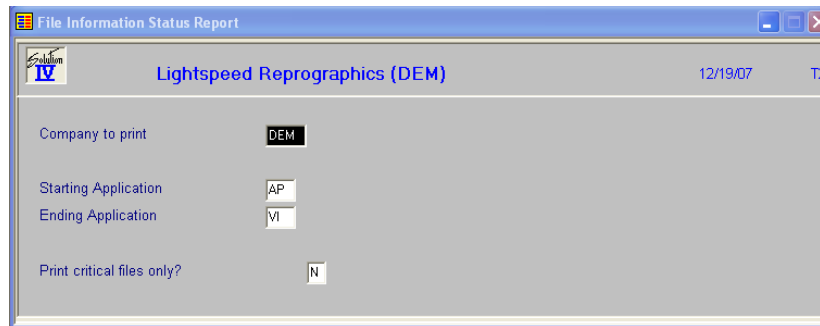 File Information Status Report
Solution
IV
Lightspeed Reprographics (DEM) 12/19/07
Company to print DEM
Starting Application AP
Ending Application VI
Print critical files only? N